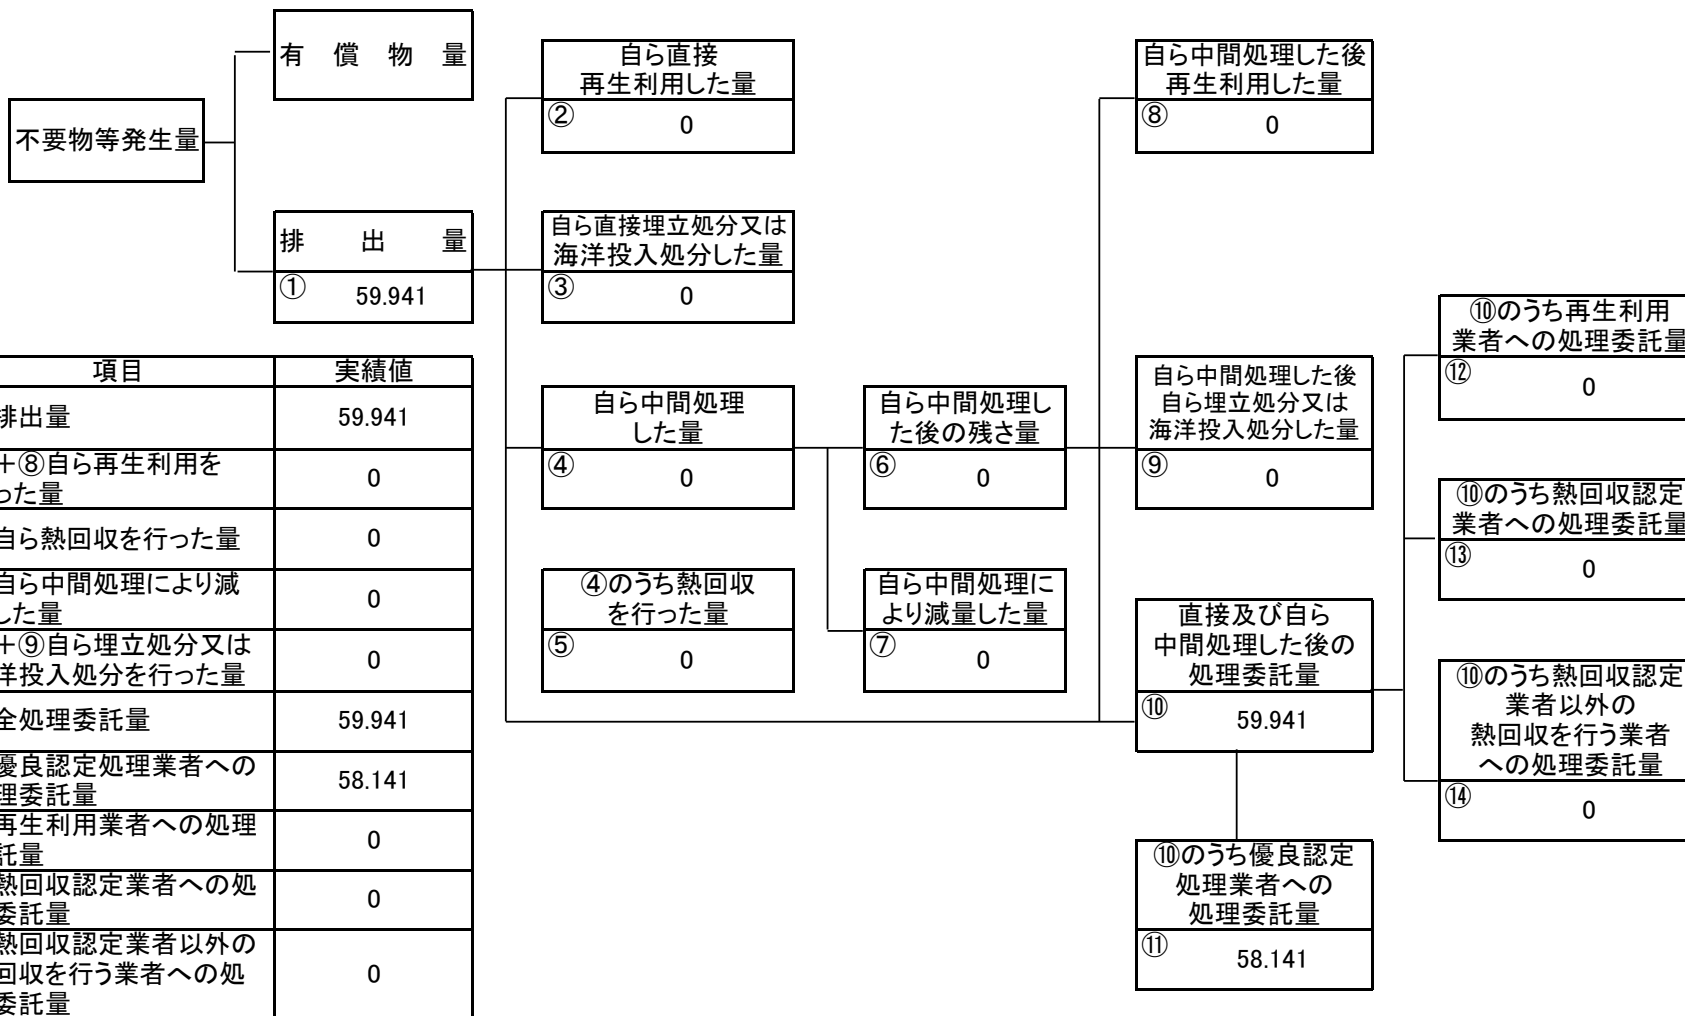 有償物量
不要物等発生量
排出量
① 59.941
自ら直接
再生利用した量
② 0
自ら直接埋立処分又は
海洋投入処分した量
③ 0
自ら中間処理
した量
④ 0
④のうち熱回収
を行った量
⑤ 0
自ら中間処理し
た後の残さ量
⑥ 0
自ら中間処理に
より減量した量
⑦ 0
自ら中間処理した後
再生利用した量
⑧ 0
自ら中間処理した後
自ら埋立処分又は
海洋投入処分した量
⑨ 0
直接及び自ら
中間処理した後の
処理委託量
⑩ 59.941
⑩のうち優良認定
処理業者への
処理委託量
⑪ 58.141
⑩のうち再生利用
業者への処理委託量
⑫ 0
⑩のうち熱回収認定
業者への処理委託量
⑬ 0
⑩のうち熱回収認定
業者以外の
熱回収を行う業者
への処理委託量
⑭ 0
項目 実績値
排出量 59.941
+⑧自ら再生利用を
った量 0
自ら熱回収を行った量 0
自ら中間処理により減
した量 0
+⑨自ら埋立処分又は
洋投入処分を行った量 0
全処理委託量 59.941
優良認定処理業者への
理委託量 58.141
再生利用業者への処理
託量 0
熱回収認定業者への処
委託量 0
熱回収認定業者以外の
回収を行う業者への処
委託量 0